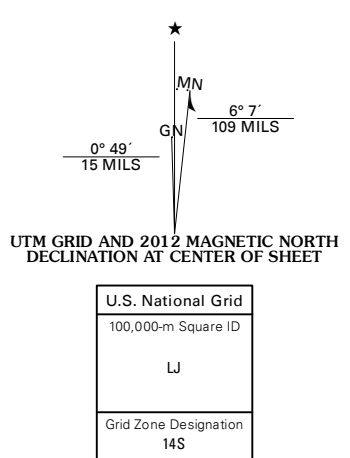 ★
MN
GN
6° 7´
109 MILS
0° 49´
15 MILS
UTM GRID AND 2012 MAGNETIC NORTH
DECLINATION AT CENTER OF SHEET
U.S. National Grid
100,000-m Square ID
LJ
Grid Zone Designation
14S